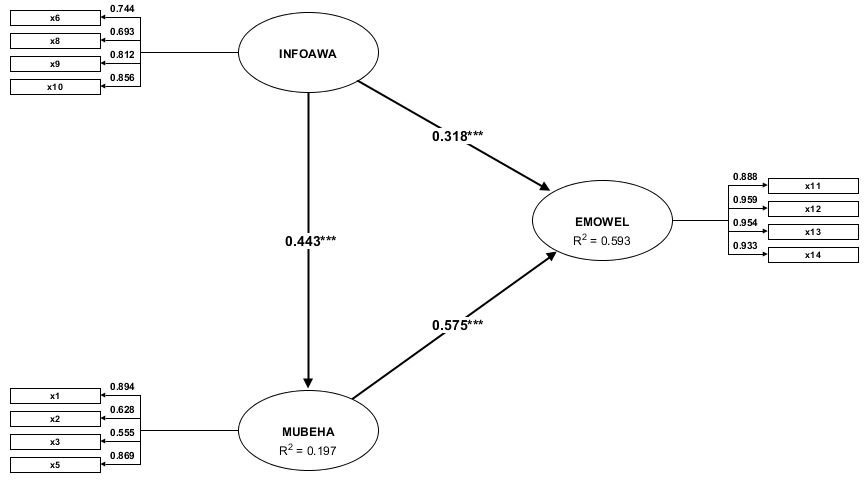 x6
0.744
x8
0.693
x9
0.812
x10
0.856
INFOAWA
0.318***
0.443***
EMOWEL
R² = 0.593
0.888
x11
0.959
x12
0.954
x13
0.933
x14
0.575***
x1
0.894
x2
0.628
x3
0.555
x5
0.869
MUBEHA
R² = 0.197